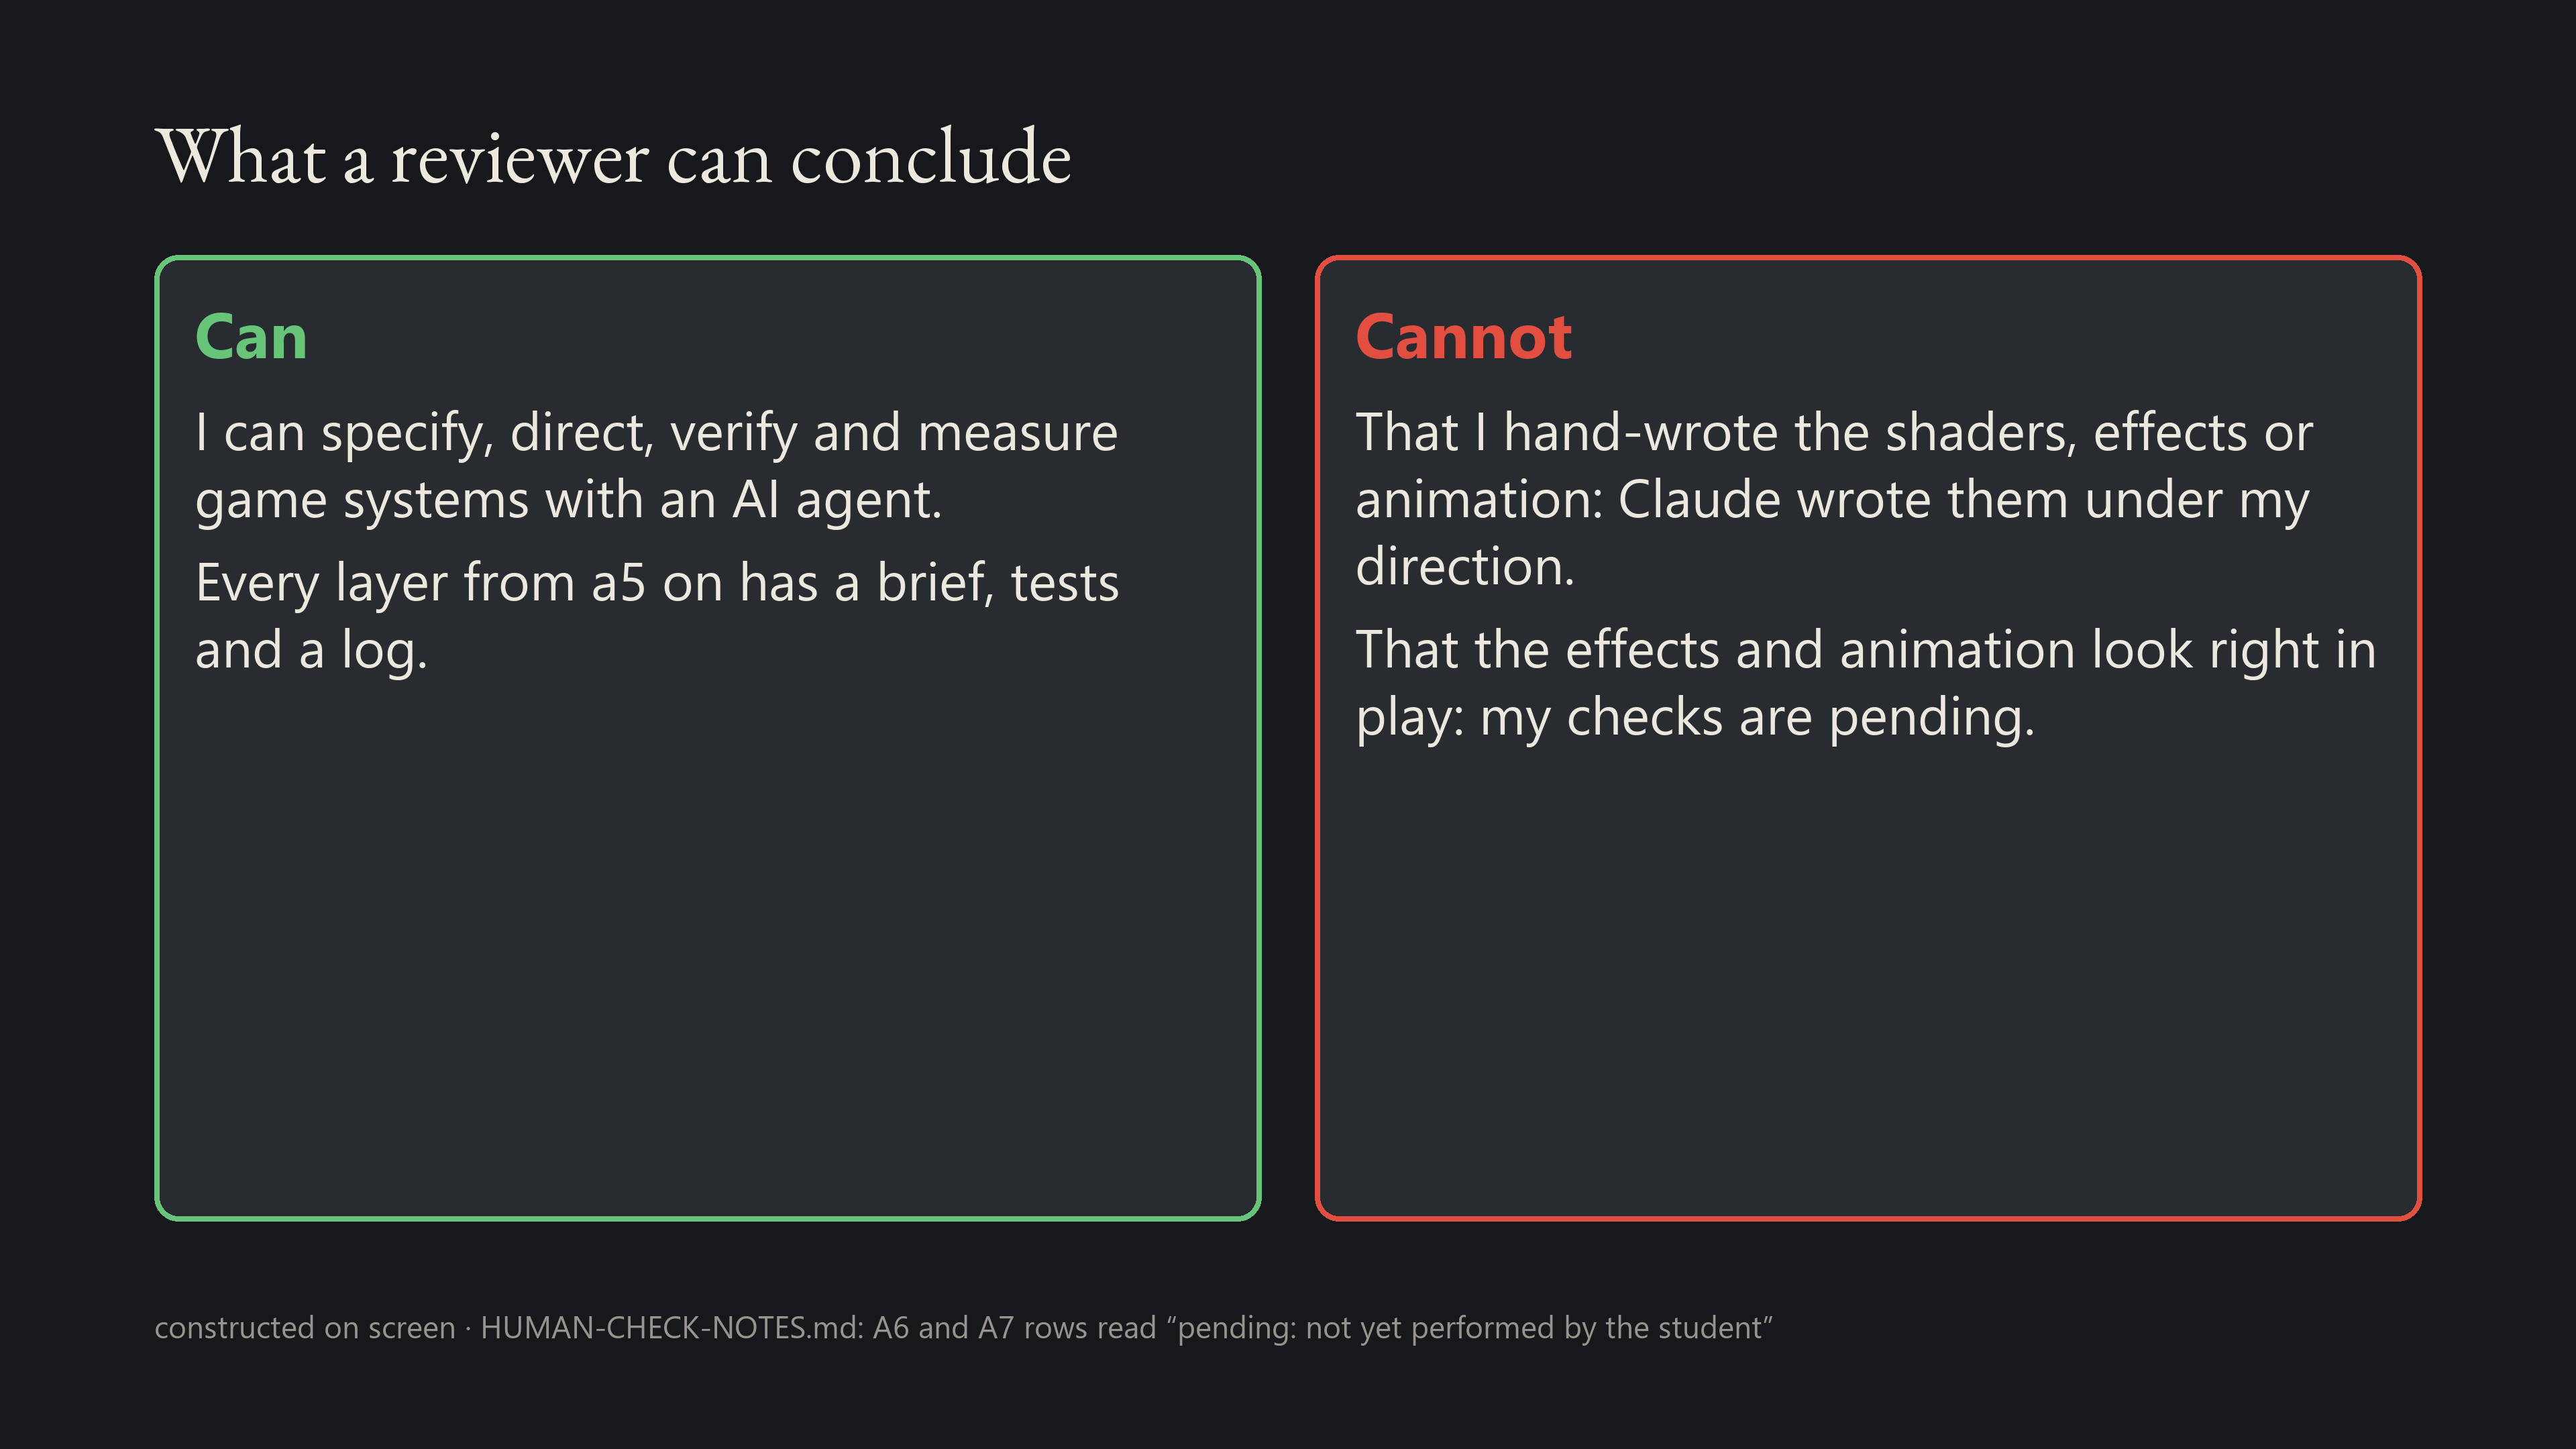 What a reviewer can conclude
Can
I can specify, direct, verify and measure
game systems with an AI agent.
Every layer from a5 on has a brief, tests
and a log.
Cannot
That I hand-wrote the shaders, effects or
animation: Claude wrote them under my
direction.
That the effects and animation look right in
play: my checks are pending.
constructed on screen · HUMAN-CHECK-NOTES.md: A6 and A7 rows read “pending: not yet performed by the student”